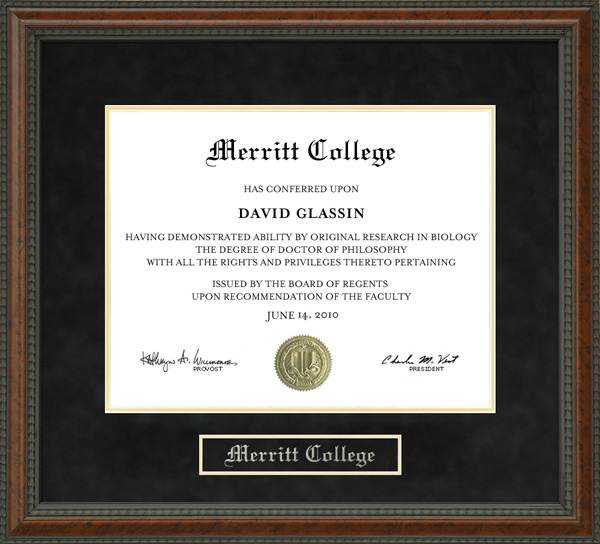 Merritt College
HAS CONFERRED UPON
DAVID GLASSIN
HAVING DEMONSTRATED ABILITY BY ORIGINAL RESEARCH IN BIOLOGY
THE DEGREE OF DOCTOR OF PHILOSOPHY
WITH ALL THE RIGHTS AND PRIVILEGES THERETO PERTAINING
ISSUED BY THE BOARD OF REGENTS
UPON RECOMMENDATION OF THE FACULTY
JUNE 14, 2010
PROVOST
PRESIDENT
Merritt College